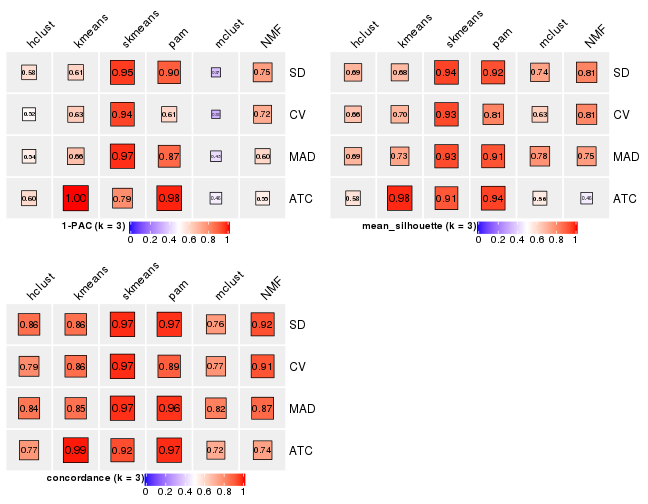 hclust kmeans skmeans pam mclust NMF
0.58 0.61 0.95 0.90 0.75 SD
0.52 0.63 0.94 0.61 0.72 CV
0.54 0.66 0.97 0.87 0.43 0.60 MAD
0.60 1.00 0.79 0.98 0.46 0.55 ATC
1-PAC (k = 3) 0 0.2 0.4 0.6 0.8 1
hclust kmeans skmeans pam mclust NMF
0.69 0.68 0.94 0.92 0.74 0.81 SD
0.66 0.70 0.93 0.81 0.63 0.81 CV
0.69 0.73 0.93 0.91 0.78 0.75 MAD
0.58 0.98 0.91 0.94 0.56 ATC
mean_silhouette (k = 3) 0 0.2 0.4 0.6 0.8 1
hclust kmeans skmeans pam mclust NMF
0.86 0.86 0.97 0.97 0.76 0.92 SD
0.79 0.86 0.97 0.89 0.77 0.91 CV
0.84 0.85 0.97 0.96 0.82 0.87 MAD
0.77 0.99 0.92 0.97 0.72 0.74 ATC
concordance (k = 3) 0 0.2 0.4 0.6 0.8 1